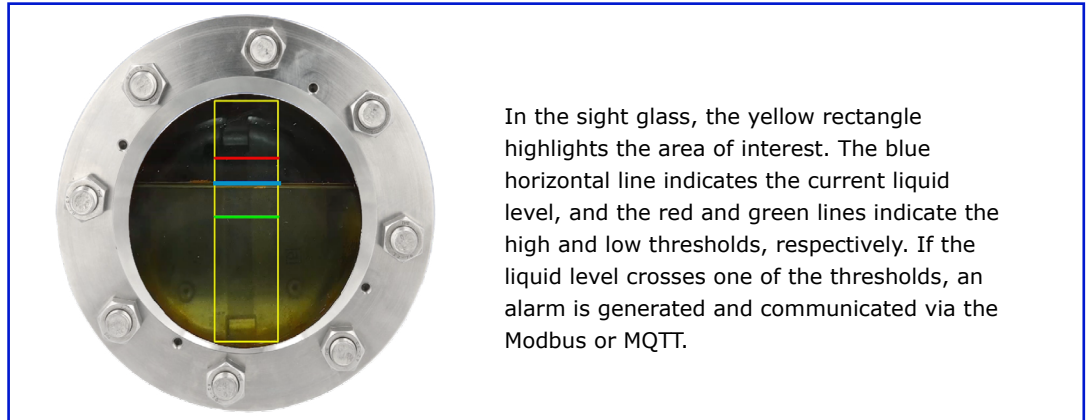 In the sight glass, the yellow rectangle
highlights the area of interest. The blue
horizontal line indicates the current liquid
level, and the red and green lines indicate the
high and low thresholds, respectively. If the
liquid level crosses one of the thresholds, an
alarm is generated and communicated via the
Modbus or MQTT.